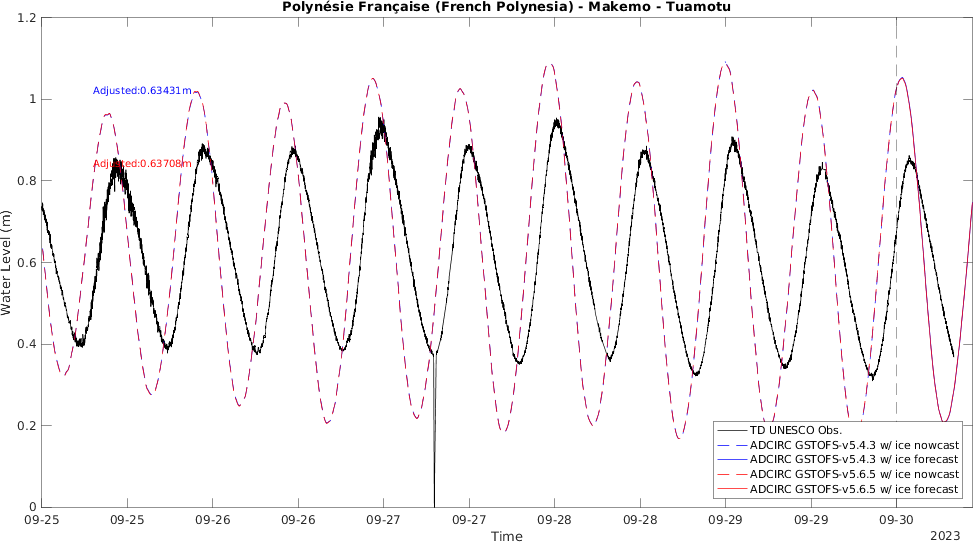 Polynésie Française (French Polynesia) - Makemo - Tuamotu
1.2
1
0.8
0.6
0.4
0.2
0
Water Level (m)
Adjusted:0.63431m
Adjusted:0.63708m
TD UNESCO Obs.
ADCIRC GSTOFS-v5.4.3 w/ ice nowcast
ADCIRC GSTOFS-v5.4.3 w/ ice forecast
ADCIRC GSTOFS-v5.6.5 w/ ice nowcast
ADCIRC GSTOFS-v5.6.5 w/ ice forecast
09-25 09-25 09-26 09-26 09-27 09-27 09-28 09-28 09-29 09-29 09-30
Time
2023